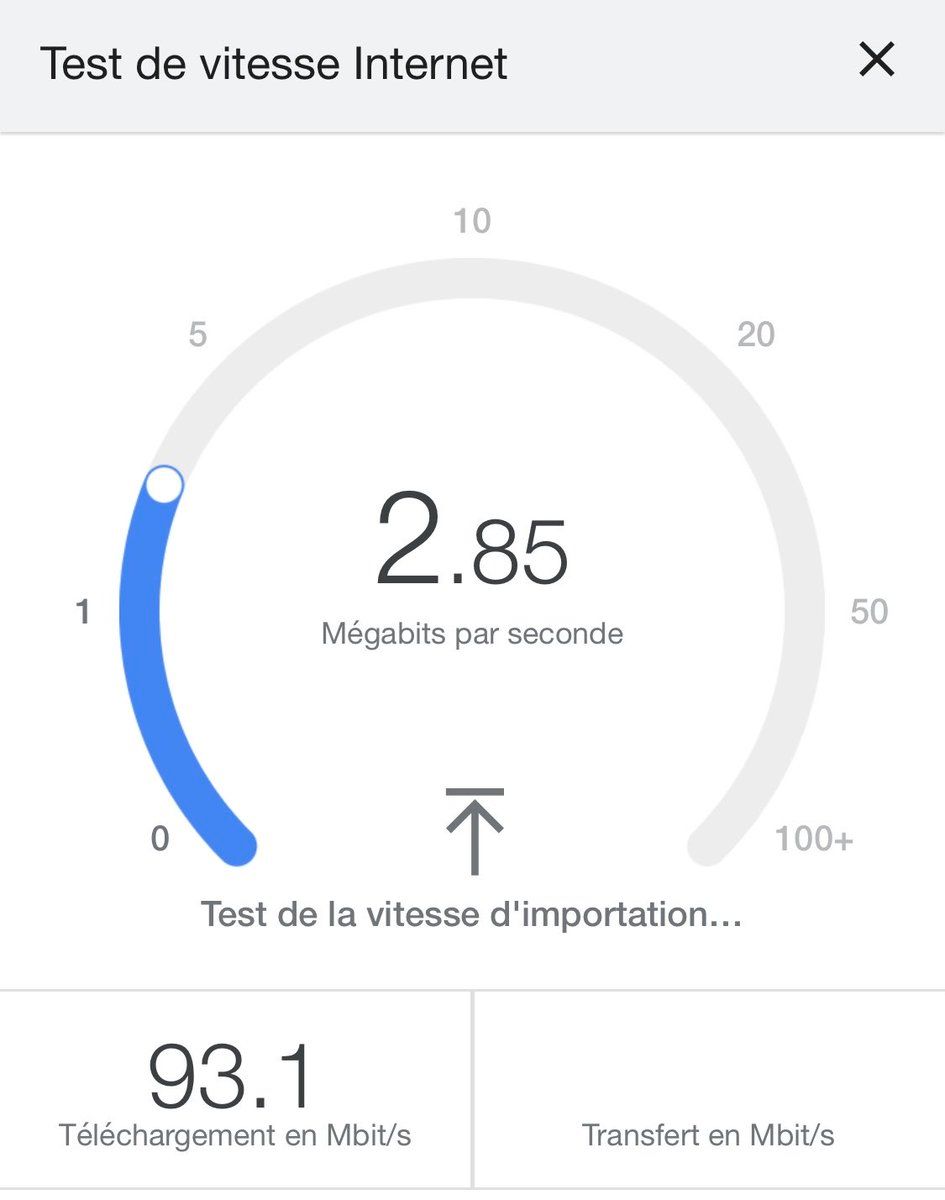 Test de vitesse Internet
10
5
20
2.85
Mégabits par seconde
1
50
0
100+
Test de la vitesse d'importation...
93.1
Téléchargement en Mbit/s
Transfert en Mbit/s